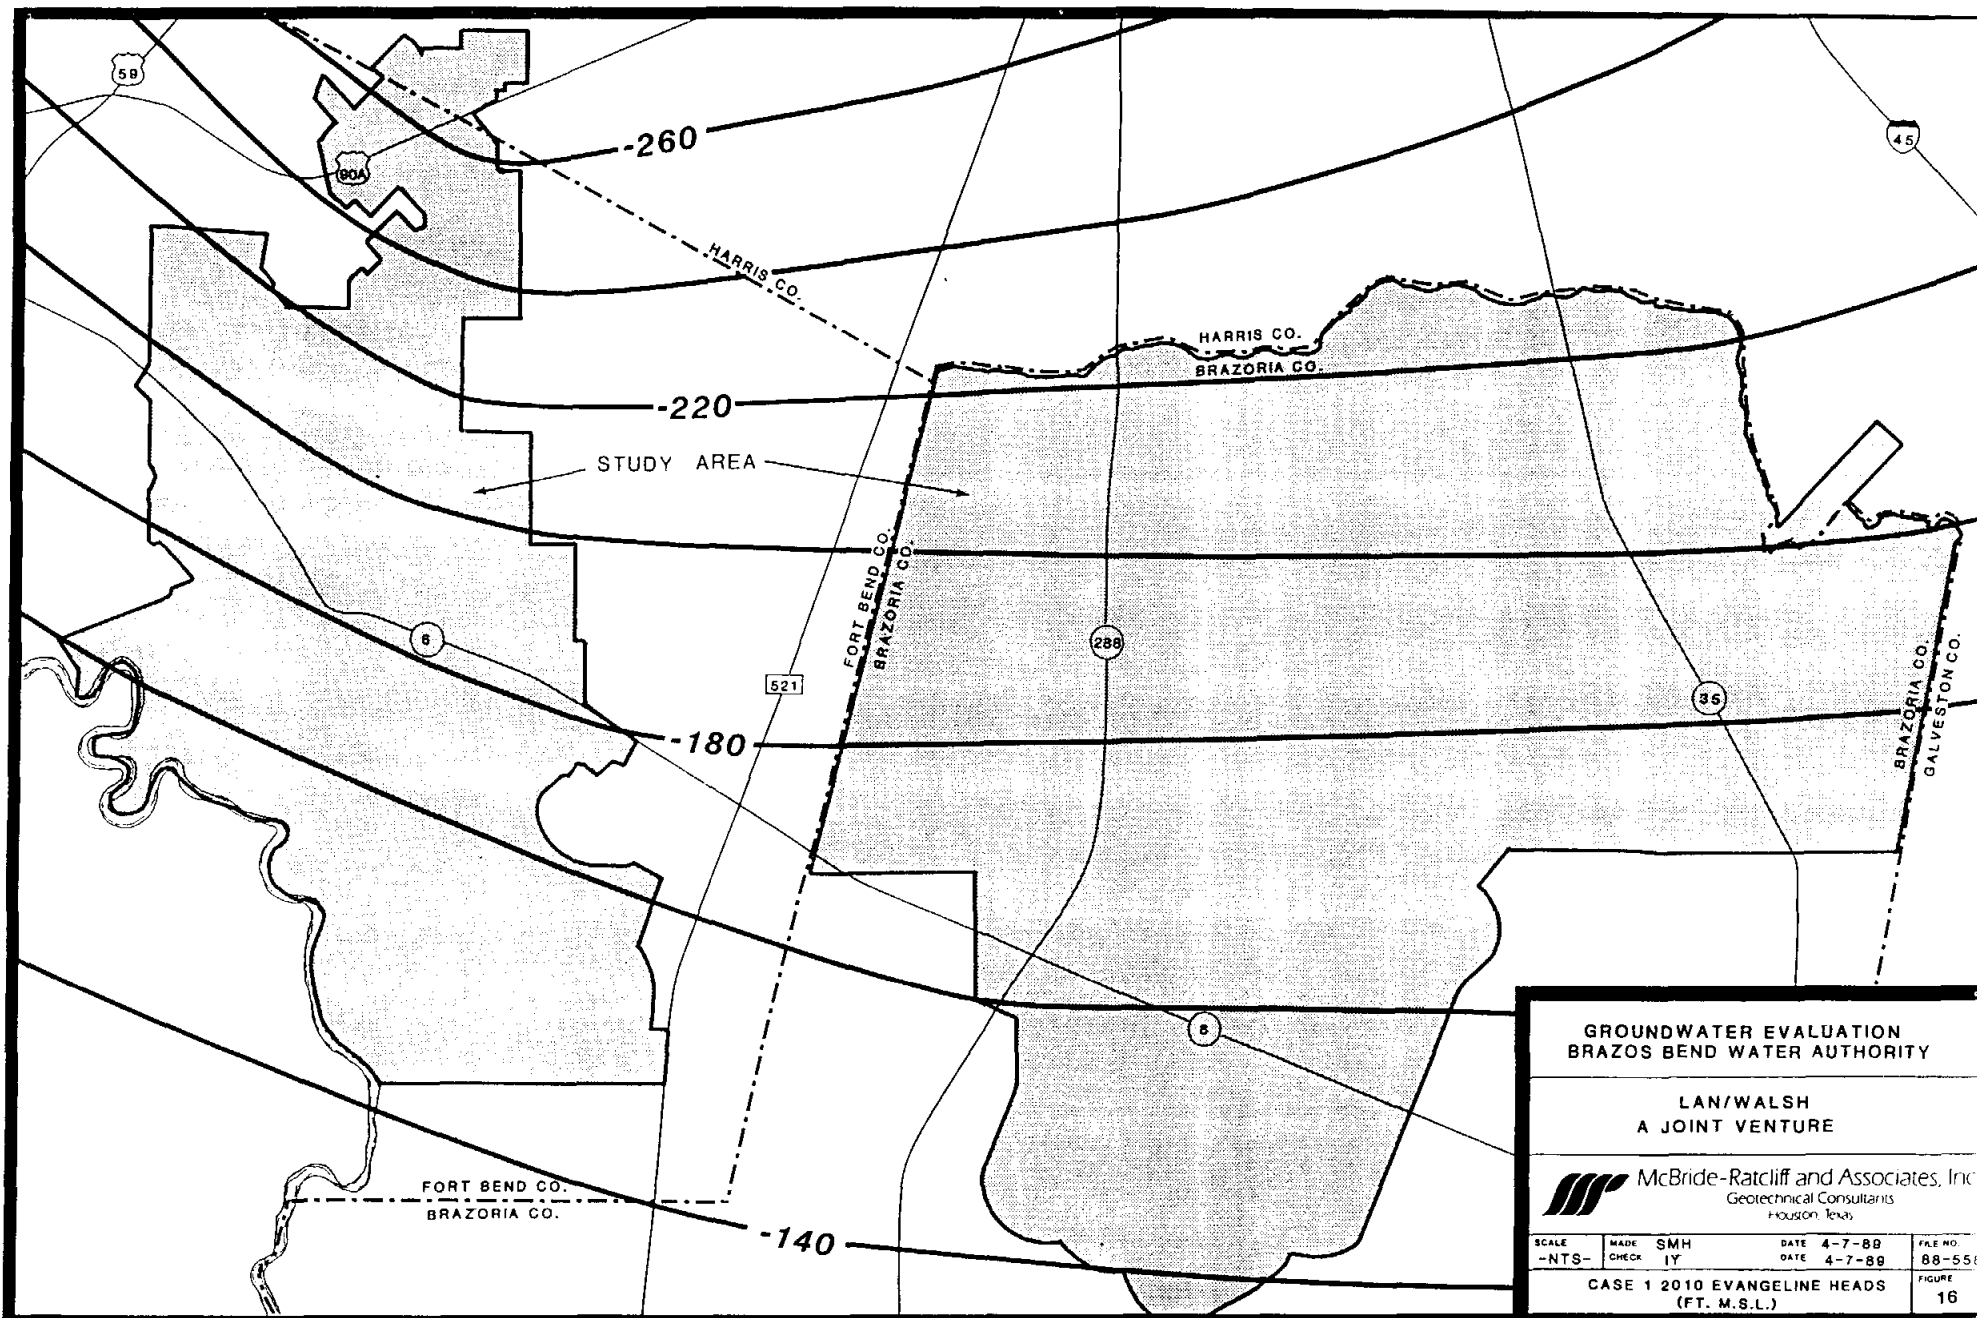 59
-260
45
90A
HARRIS CO.
HARRIS CO.
BRAZORIA CO.
-220
STUDY AREA
FORT BEND CO.
BRAZORIA CO.
6
288
521
35
BRAZORIA CO.
GALVESTON CO.
-180
6
FORT BEND CO.
BRAZORIA CO.
-140
GROUNDWATER EVALUATION
BRAZOS BEND WATER AUTHORITY
LAN/WALSH
A JOINT VENTURE
McBride-Ratcliff and Associates, Inc
Geotechnical Consultants
Houston, Texas
SCALE MADE SMH DATE 4-7-89 FILE NO.
-NTS- CHECK IY DATE 4-7-89 88-558
CASE 1 2010 EVANGELINE HEADS
(FT. M.S.L.)
FIGURE
16